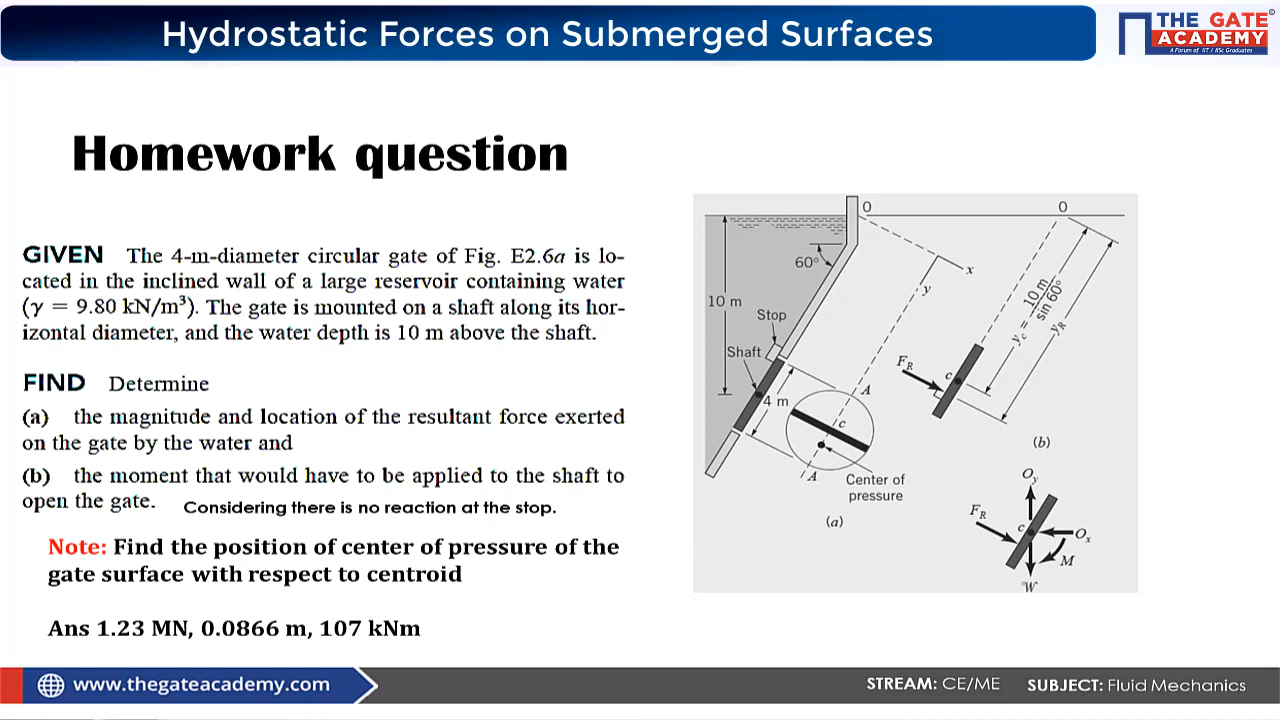 Hydrostatic Forces on Submerged Surfaces
THE GATE ©
ACADEMY
A Forum of IIT / IISc Graduates
Homework question
GIVEN The 4-m-diameter circular gate of Fig. E2.6a is lo-
cated in the inclined wall of a large reservoir containing water
(γ = 9.80 kN/m³). The gate is mounted on a shaft along its hor-
izontal diameter, and the water depth is 10 m above the shaft.
FIND Determine
(a) the magnitude and location of the resultant force exerted
on the gate by the water and
(b) the moment that would have to be applied to the shaft to
open the gate. Considering there is no reaction at the stop.
Note: Find the position of center of pressure of the
gate surface with respect to centroid
Ans 1.23 MN, 0.0866 m, 107 kNm
0
0
60°
x
y
10 m
Stop
Shaft
4 m
A
c
A
Center of
pressure
(a)
F_R
c
y_c = 10 m / sin 60°
y_R
(b)
O_y
F_R
c
O_x
M
W
www.thegateacademy.com
STREAM: CE/ME SUBJECT: Fluid Mechanics